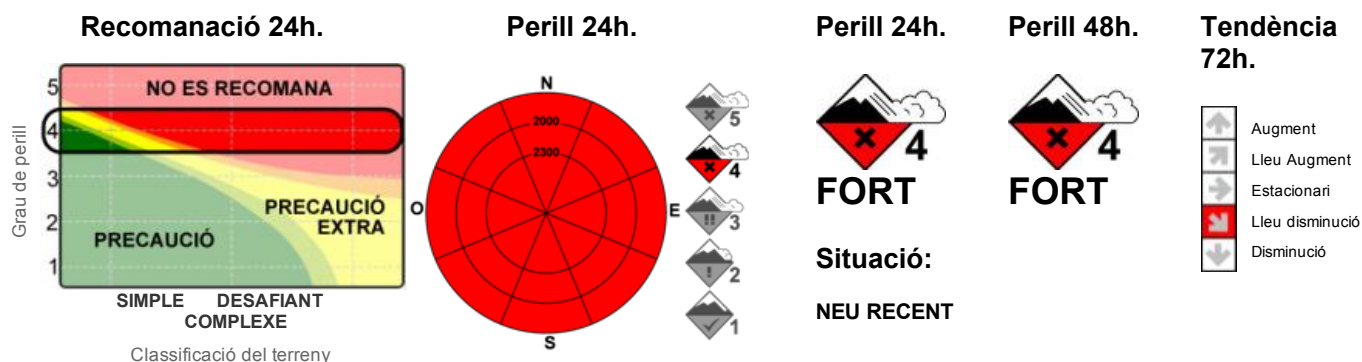 Recomanació 24h.
Perill 24h.
Perill 24h.
Perill 48h.
Tendència
72h.
Grau de perill
5
4
3
2
1
NO ES RECOMANA
PRECAUCIÓ
EXTRA
PRECAUCIÓ
SIMPLE DESAFIANT
COMPLEXE
Classificació del terreny
N
2000
2300
O
E
S
5
4
3
2
1
4
FORT
4
FORT
Situació:
NEU RECENT
Augment
Lleu Augment
Estacionari
Lleu disminució
Disminució